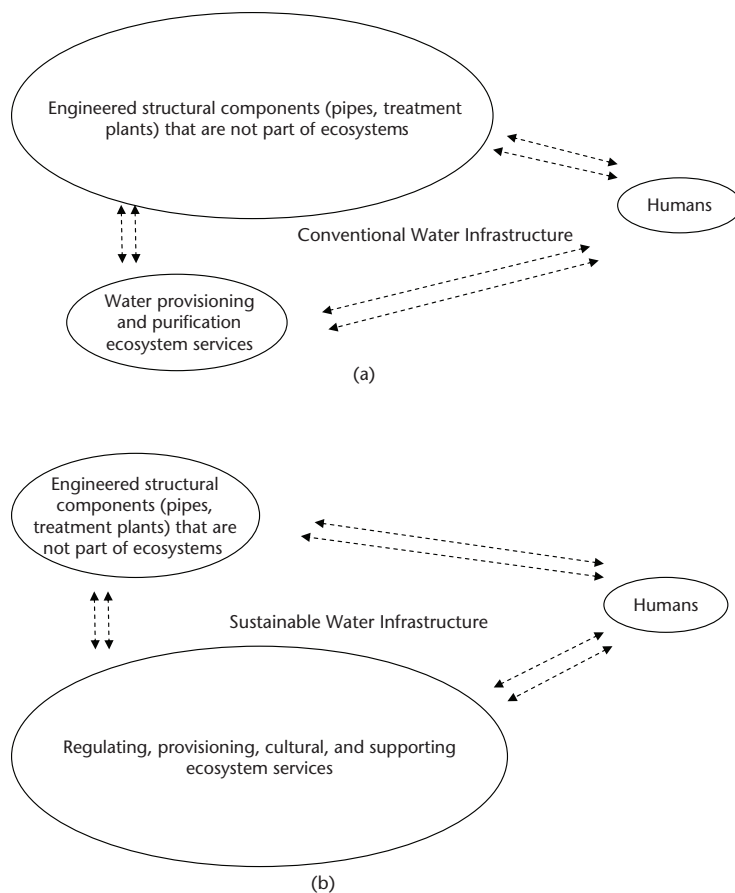 Engineered structural components (pipes, treatment
plants) that are not part of ecosystems
Humans
Conventional Water Infrastructure
Water provisioning
and purification
ecosystem services
(a)
Engineered structural
components (pipes,
treatment plants) that are
not part of ecosystems
Humans
Sustainable Water Infrastructure
Regulating, provisioning, cultural, and supporting
ecosystem services
(b)